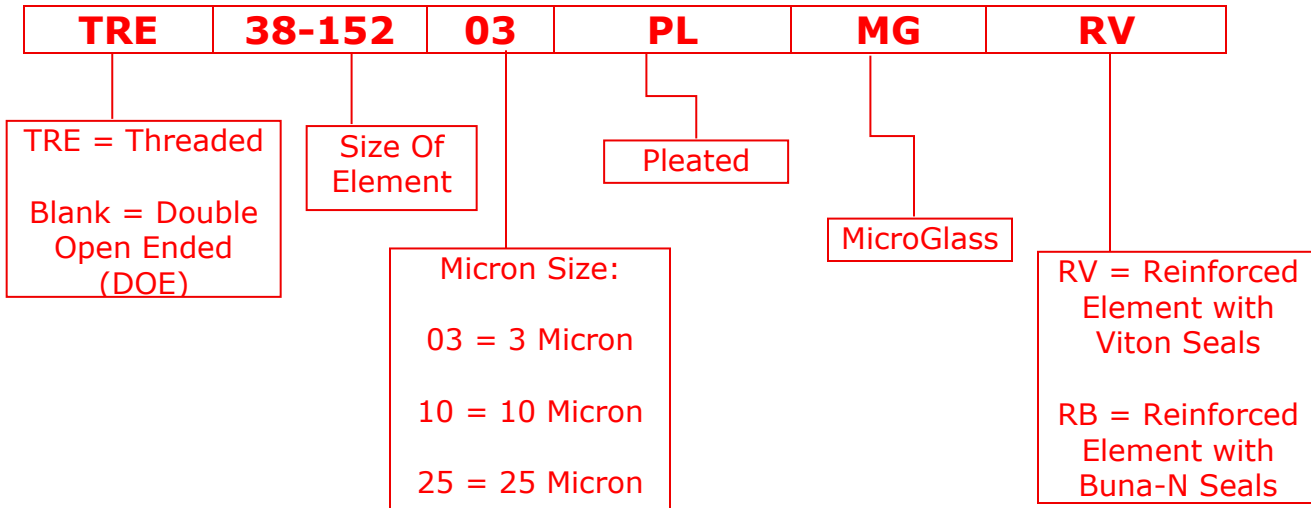 TRE 38-152 03 PL MG RV
TRE = Threaded
Blank = Double
Open Ended
(DOE)
Size Of
Element
Micron Size:
03 = 3 Micron
10 = 10 Micron
25 = 25 Micron
Pleated
MicroGlass
RV = Reinforced
Element with
Viton Seals
RB = Reinforced
Element with
Buna-N Seals